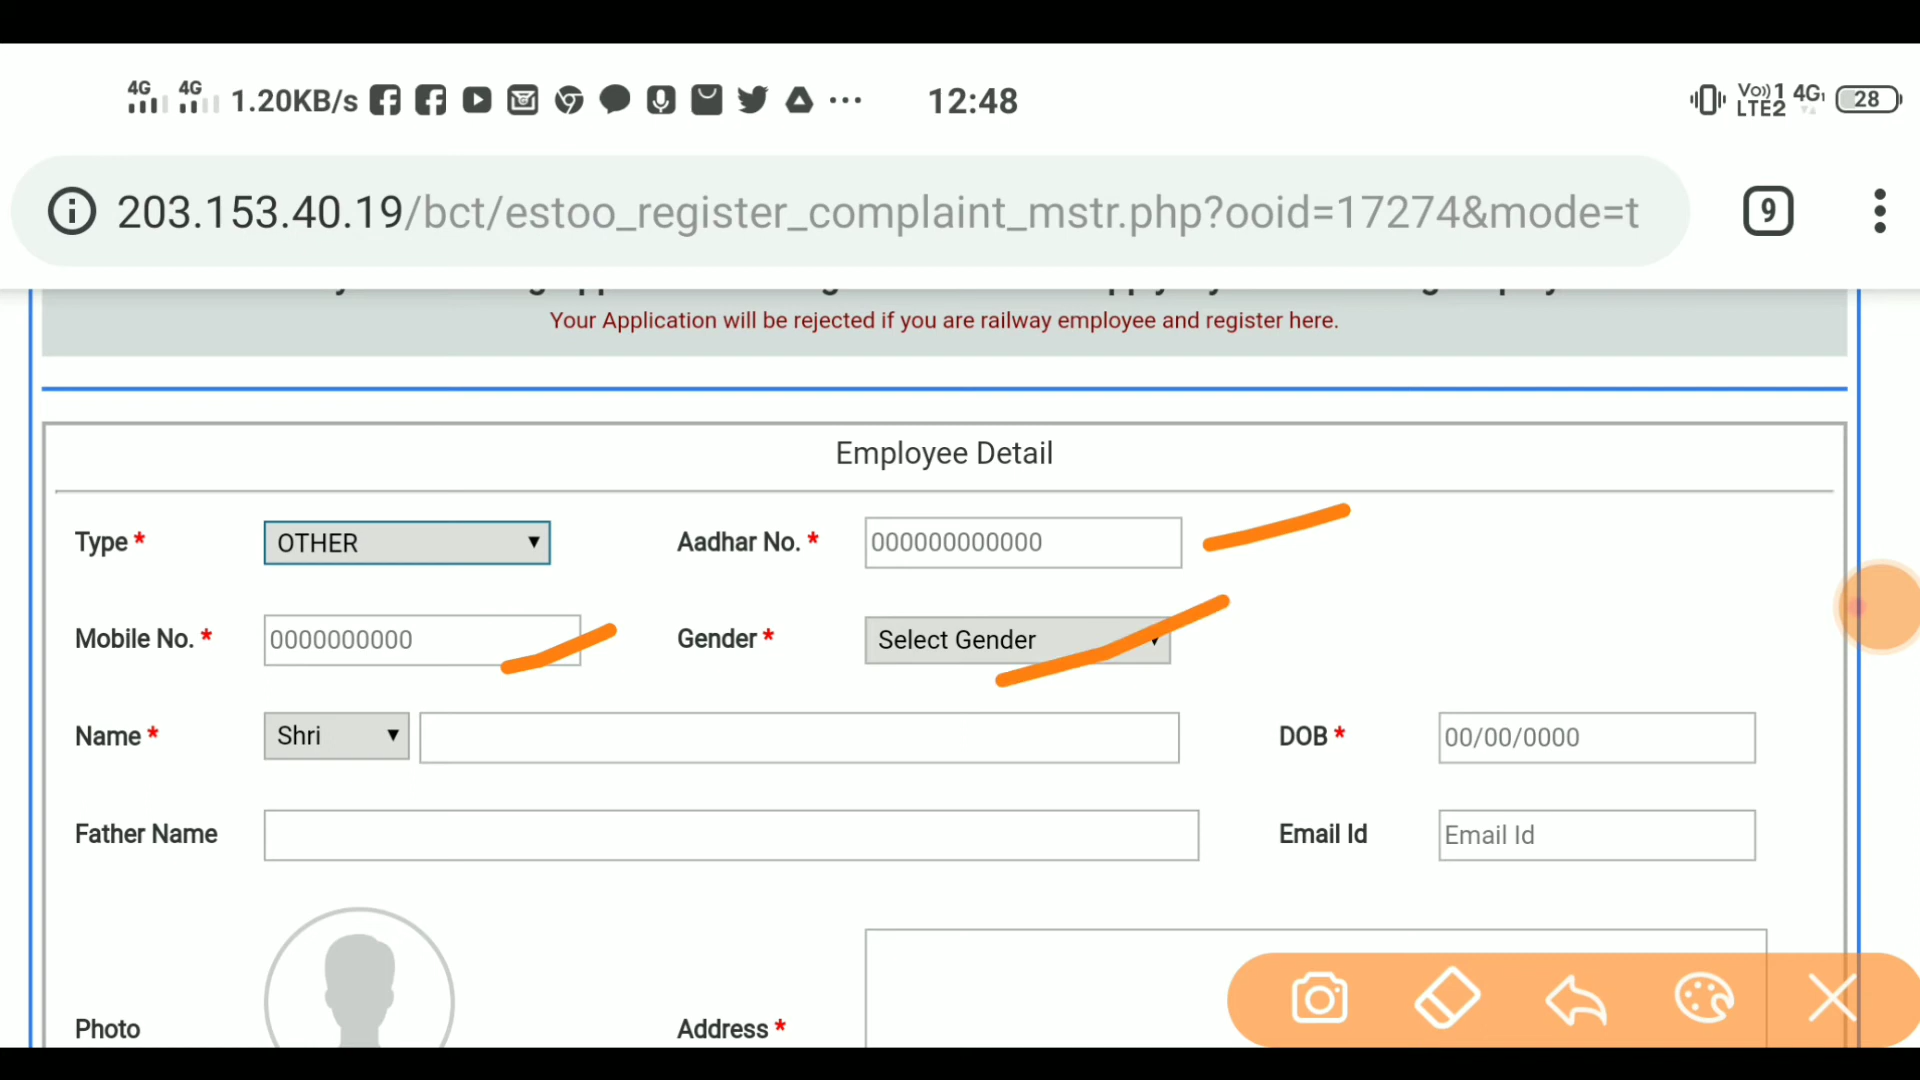 4G 4G 1.20KB/s 12:48 Vo)) 1 LTE2 4G 28
203.153.40.19/bct/estoo_register_complaint_mstr.php?ooid=17274&mode=t 9
Your Application will be rejected if you are railway employee and register here.
Employee Detail
Type * OTHER Aadhar No. * 000000000000
Mobile No. * 0000000000 Gender * Select Gender
Name * Shri DOB * 00/00/0000
Father Name Email Id Email Id
Photo Address *